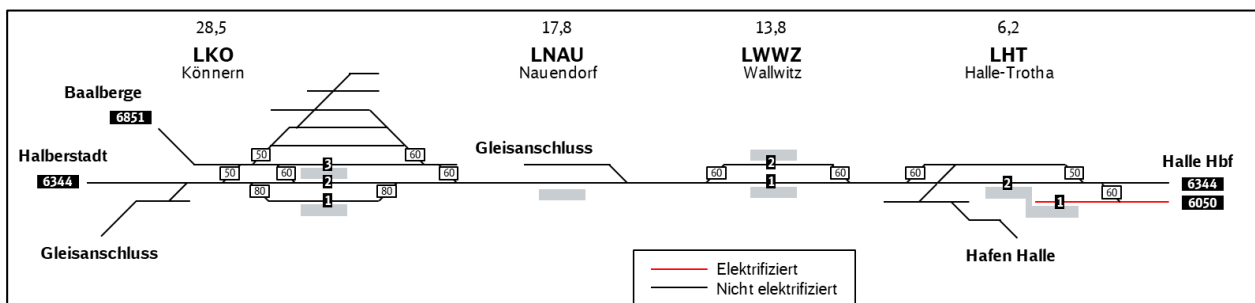 28,5
LKO
Könnern
17,8
LNAU
Nauendorf
13,8
LWWZ
Wallwitz
6,2
LHT
Halle-Trotha
Baalberge
6851
Halberstadt
6344
Gleisanschluss
50
60
3
50
60
60
2
80
80
1
Gleisanschluss
2
60
60
1
60
50
2
60
1
Halle Hbf
6344
6050
Hafen Halle
Elektrifiziert
Nicht elektrifiziert